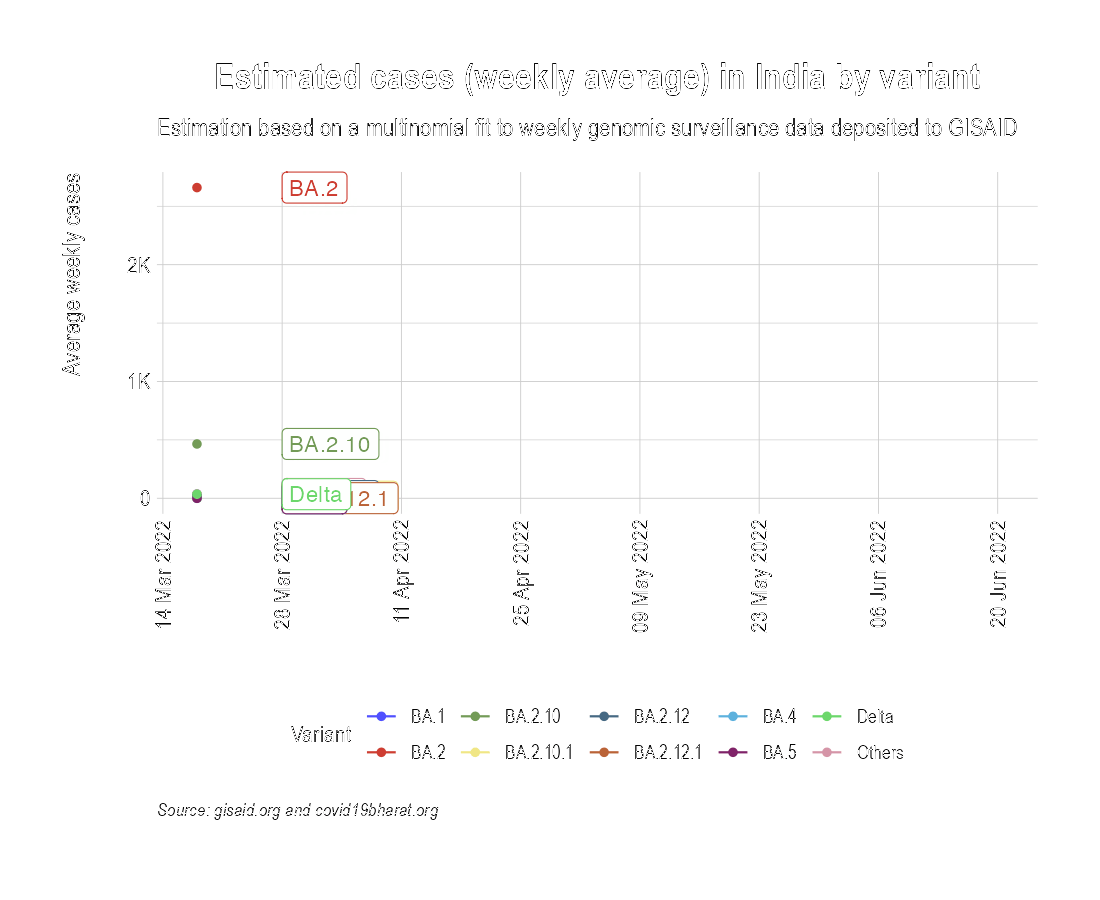 Estimated cases (weekly average) in India by variant
Estimation based on a multinomial fit to weekly genomic surveillance data deposited to GISAID
Average weekly cases
2K
1K
0
BA.2
BA.2.10
Delta
12.1
14 Mar 2022
28 Mar 2022
11 Apr 2022
25 Apr 2022
09 May 2022
23 May 2022
06 Jun 2022
20 Jun 2022
Variant
BA.1 BA.2.10 BA.2.12 BA.4 Delta
BA.2 BA.2.10.1 BA.2.12.1 BA.5 Others
Source: gisaid.org and covid19bharat.org